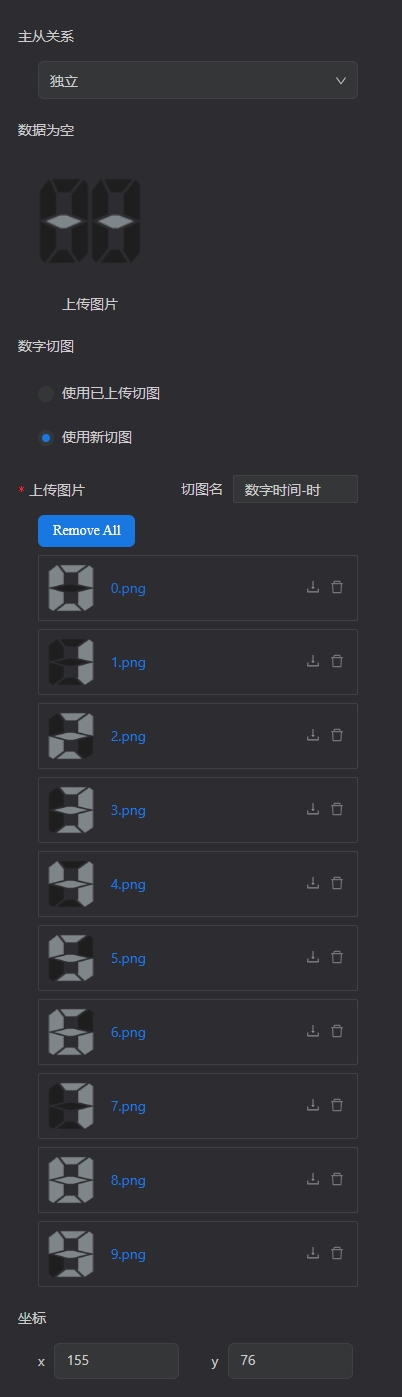 主从关系
独立
数据为空
上传图片
数字切图
使用已上传切图
使用新切图
* 上传图片 切图名 数字时间-时
Remove All
0.png
1.png
2.png
3.png
4.png
5.png
6.png
7.png
8.png
9.png
坐标
x 155 y 76